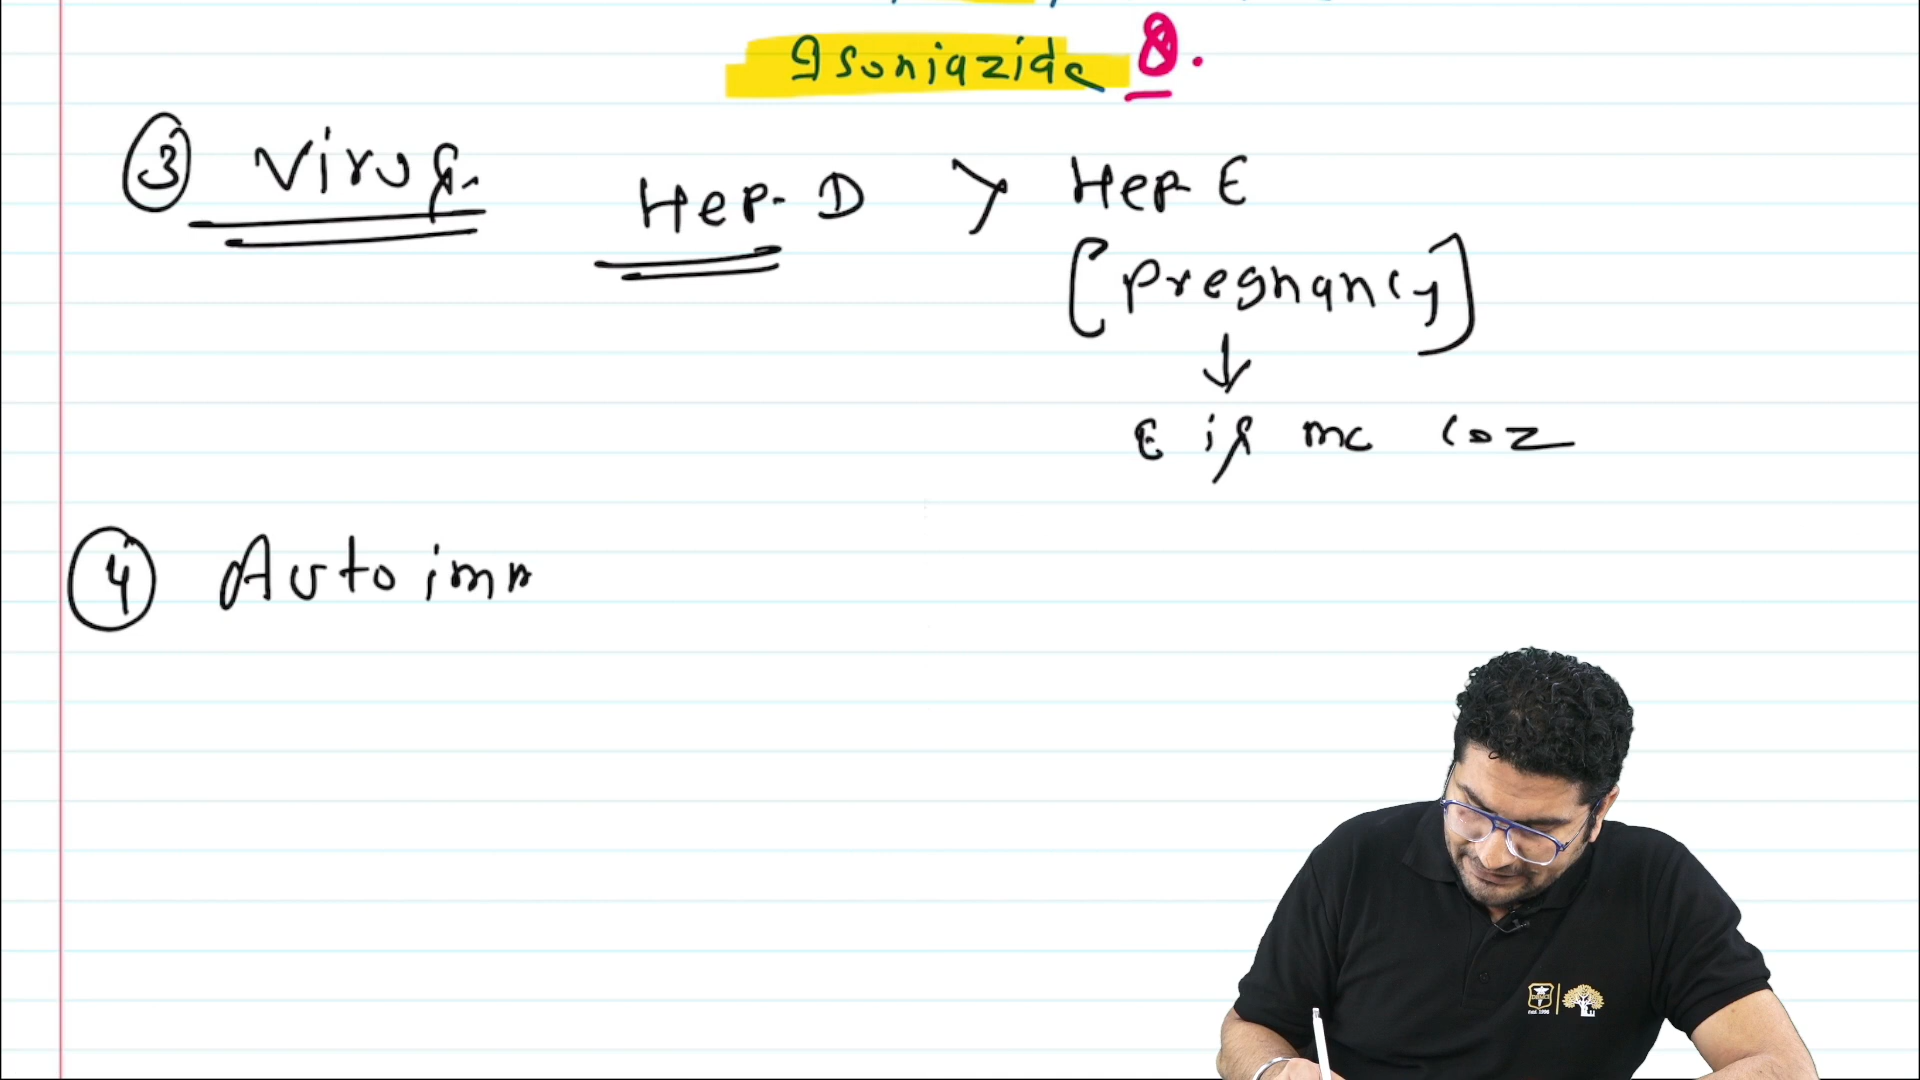 Isoniazide 8.
③ Virus. Hep. D > Hep E
[Pregnancy]
↓
E is mc coz
④ Autoimm